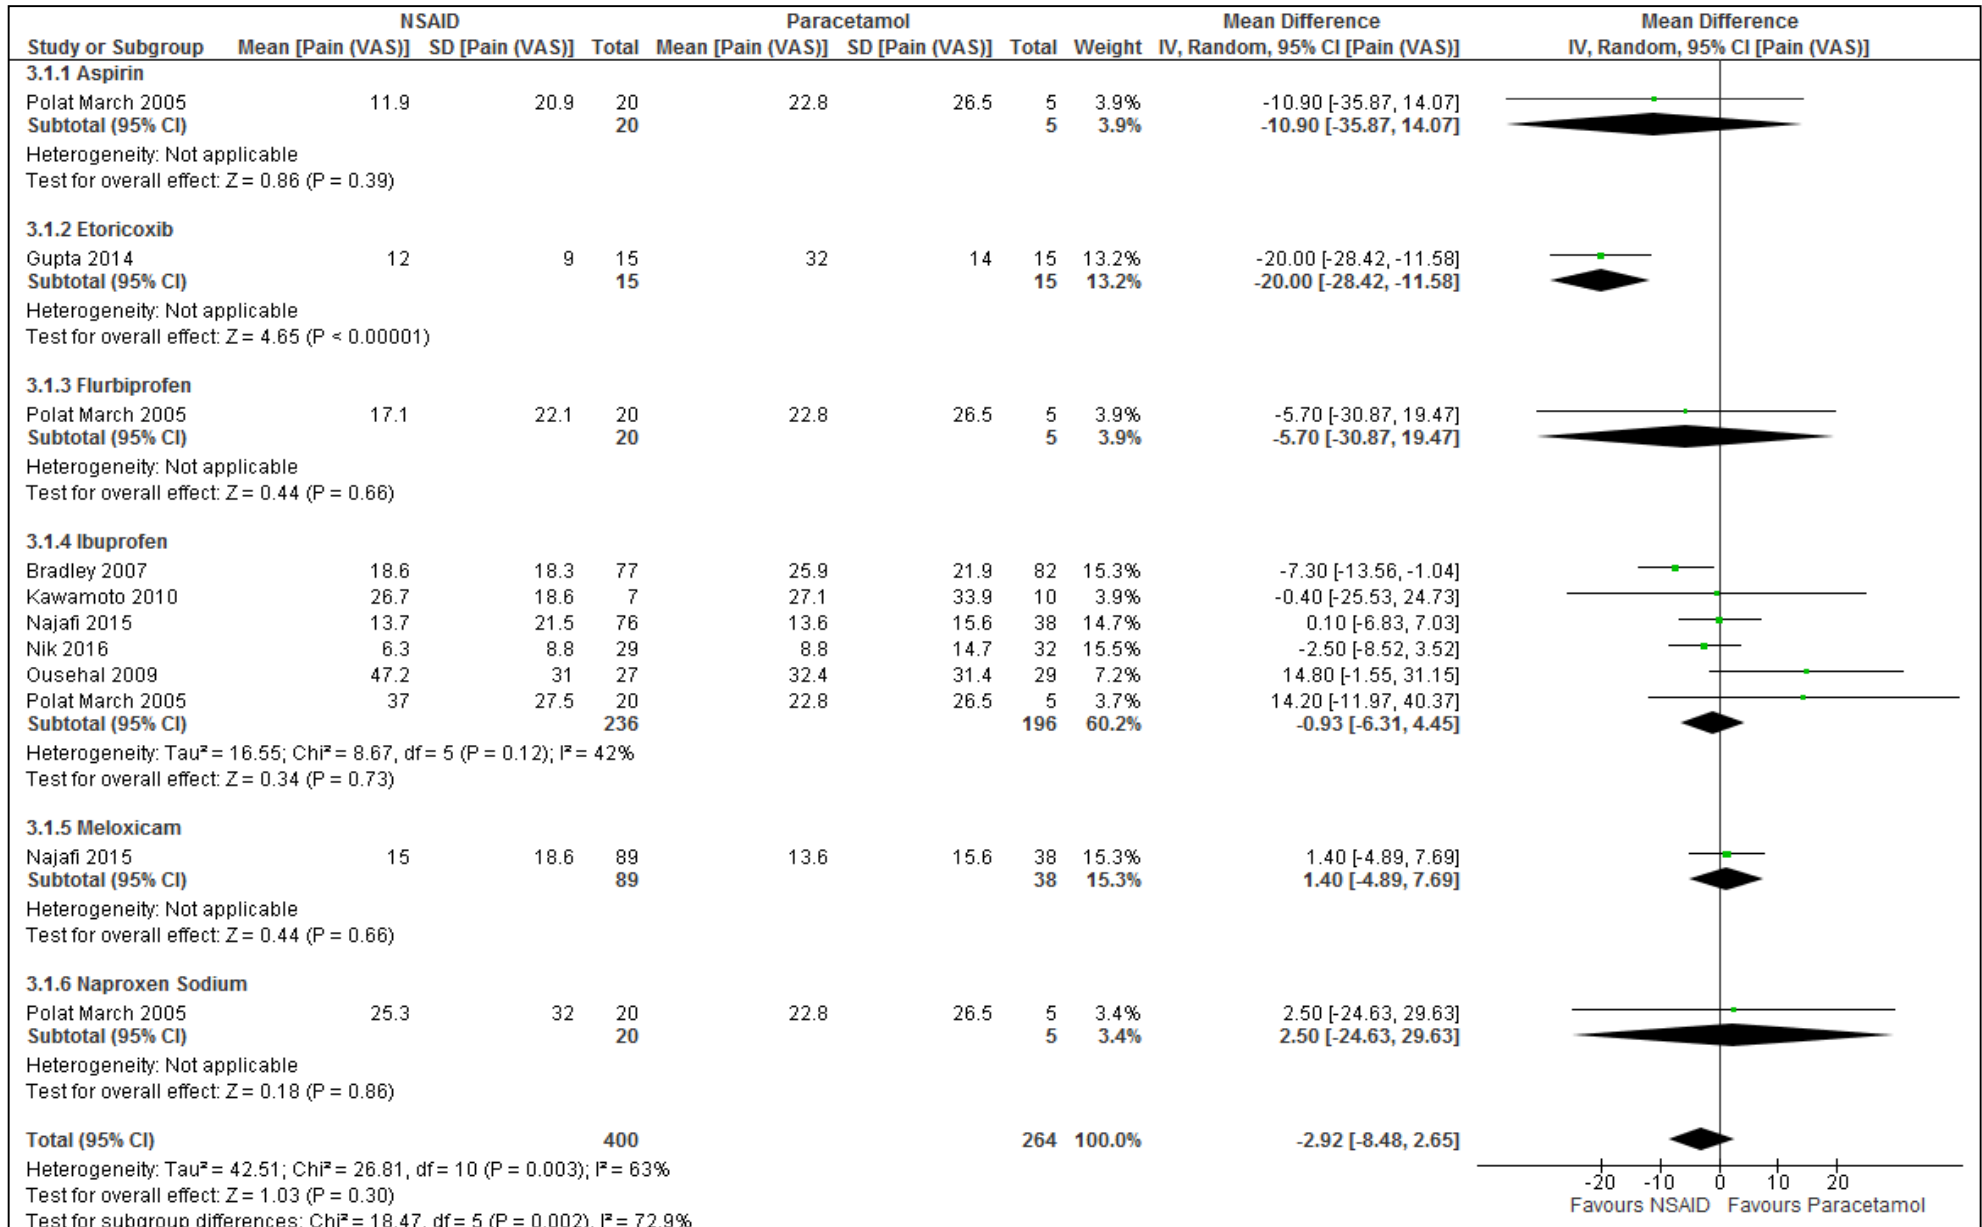 NSAID Paracetamol Mean Difference Mean Difference
Study or Subgroup Mean [Pain (VAS)] SD [Pain (VAS)] Total Mean [Pain (VAS)] SD [Pain (VAS)] Total Weight IV, Random, 95% CI [Pain (VAS)] IV, Random, 95% CI [Pain (VAS)]
3.1.1 Aspirin
Polat March 2005 11.9 20.9 20 22.8 26.5 5 3.9% -10.90 [-35.87, 14.07]
Subtotal (95% CI) 20 5 3.9% -10.90 [-35.87, 14.07]
Heterogeneity: Not applicable
Test for overall effect: Z = 0.86 (P = 0.39)
3.1.2 Etoricoxib
Gupta 2014 12 9 15 32 14 15 13.2% -20.00 [-28.42, -11.58]
Subtotal (95% CI) 15 15 13.2% -20.00 [-28.42, -11.58]
Heterogeneity: Not applicable
Test for overall effect: Z = 4.65 (P < 0.00001)
3.1.3 Flurbiprofen
Polat March 2005 17.1 22.1 20 22.8 26.5 5 3.9% -5.70 [-30.87, 19.47]
Subtotal (95% CI) 20 5 3.9% -5.70 [-30.87, 19.47]
Heterogeneity: Not applicable
Test for overall effect: Z = 0.44 (P = 0.66)
3.1.4 Ibuprofen
Bradley 2007 18.6 18.3 77 25.9 21.9 82 15.3% -7.30 [-13.56, -1.04]
Kawamoto 2010 26.7 18.6 7 27.1 33.9 10 3.9% -0.40 [-25.53, 24.73]
Najafi 2015 13.7 21.5 76 13.6 15.6 38 14.7% 0.10 [-6.83, 7.03]
Nik 2016 6.3 8.8 29 8.8 14.7 32 15.5% -2.50 [-8.52, 3.52]
Ousehal 2009 47.2 31 27 32.4 31.4 29 7.2% 14.80 [-1.55, 31.15]
Polat March 2005 37 27.5 20 22.8 26.5 5 3.7% 14.20 [-11.97, 40.37]
Subtotal (95% CI) 236 196 60.2% -0.93 [-6.31, 4.45]
Heterogeneity: Tau² = 16.55; Chi² = 8.67, df = 5 (P = 0.12); I² = 42%
Test for overall effect: Z = 0.34 (P = 0.73)
3.1.5 Meloxicam
Najafi 2015 15 18.6 89 13.6 15.6 38 15.3% 1.40 [-4.89, 7.69]
Subtotal (95% CI) 89 38 15.3% 1.40 [-4.89, 7.69]
Heterogeneity: Not applicable
Test for overall effect: Z = 0.44 (P = 0.66)
3.1.6 Naproxen Sodium
Polat March 2005 25.3 32 20 22.8 26.5 5 3.4% 2.50 [-24.63, 29.63]
Subtotal (95% CI) 20 5 3.4% 2.50 [-24.63, 29.63]
Heterogeneity: Not applicable
Test for overall effect: Z = 0.18 (P = 0.86)
Total (95% CI) 400 264 100.0% -2.92 [-8.48, 2.65]
Heterogeneity: Tau² = 42.51; Chi² = 26.81, df = 10 (P = 0.003); I² = 63%
Test for overall effect: Z = 1.03 (P = 0.30)
Test for subgroup differences: Chi² = 18.47, df = 5 (P = 0.002), I² = 72.9%
-20 -10 0 10 20
Favours NSAID Favours Paracetamol